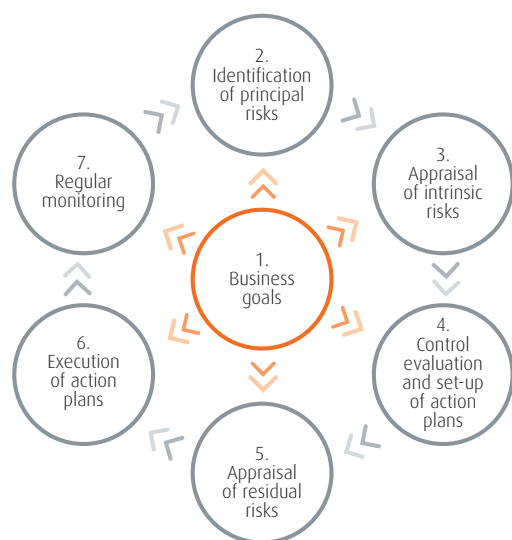 1.
Business
goals
2.
Identification
of principal
risks
3.
Appraisal
of intrinsic
risks
4.
Control
evaluation
and set-up
of action
plans
5.
Appraisal
of residual
risks
6.
Execution
of action
plans
7.
Regular
monitoring